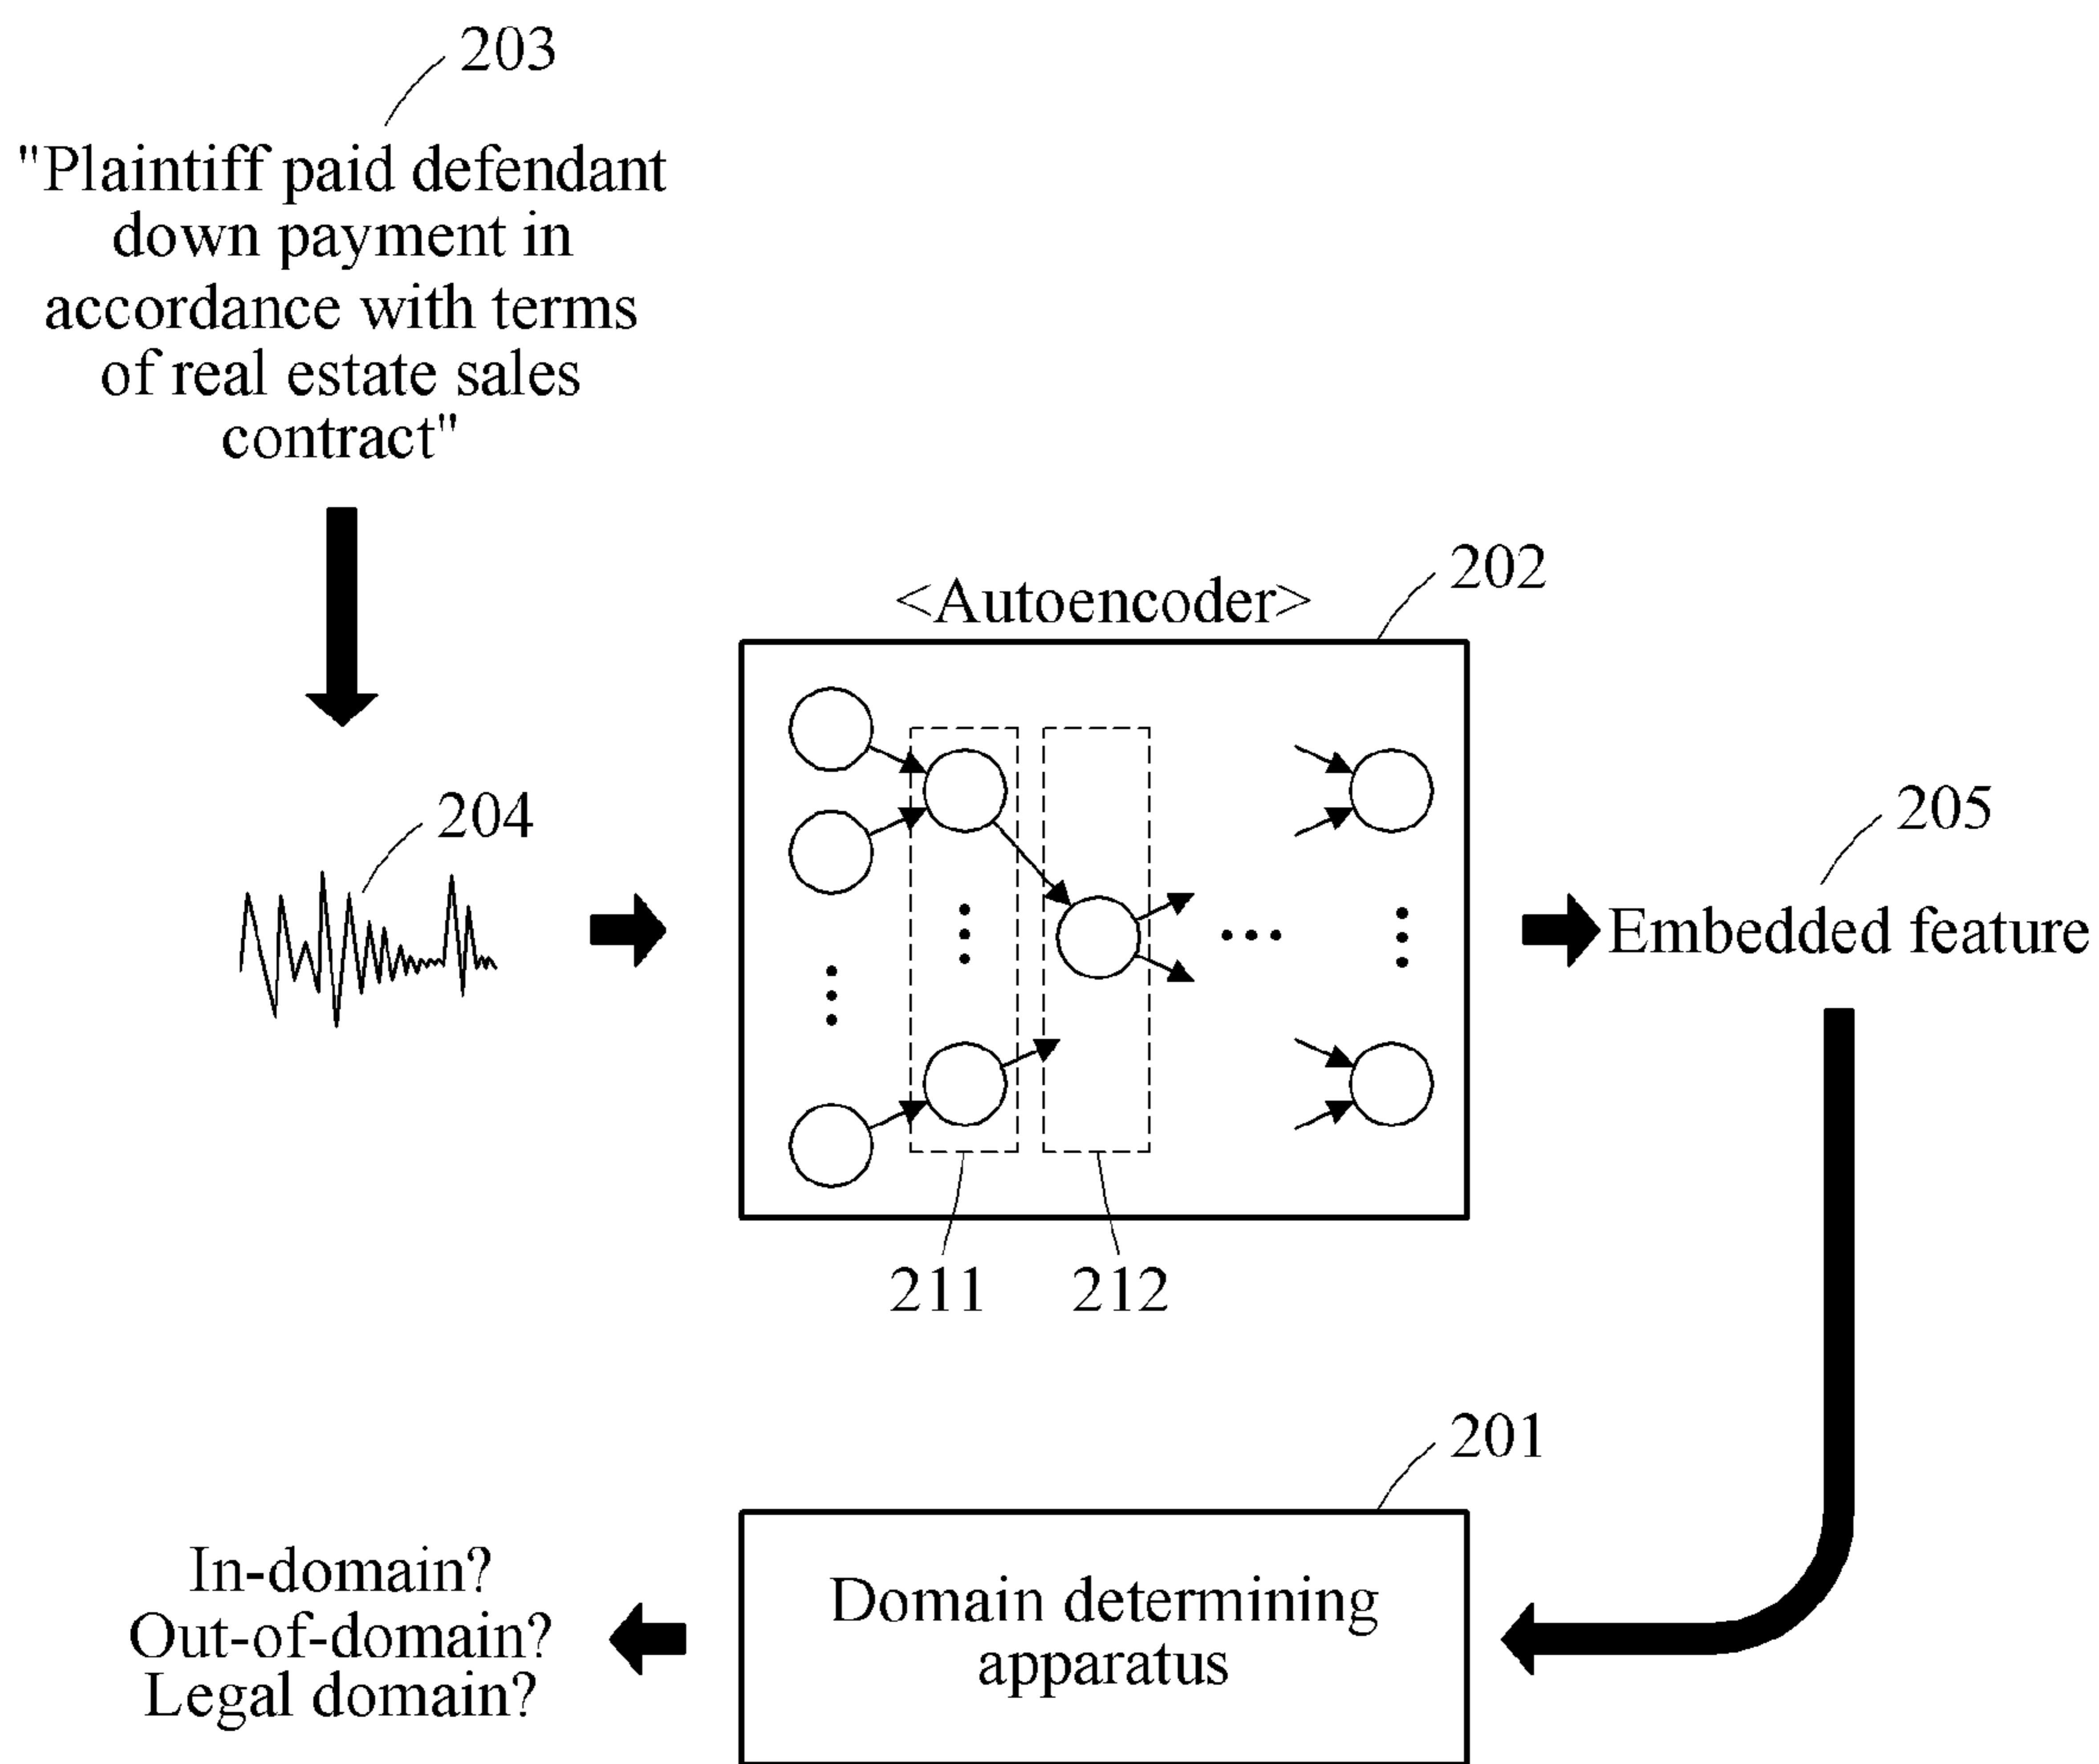 203
"Plaintiff paid defendant
down payment in
accordance with terms
of real estate sales
contract"
202
<Autoencoder>
204
205
Embedded feature
211
212
201
In-domain?
Out-of-domain?
Legal domain?
Domain determining
apparatus